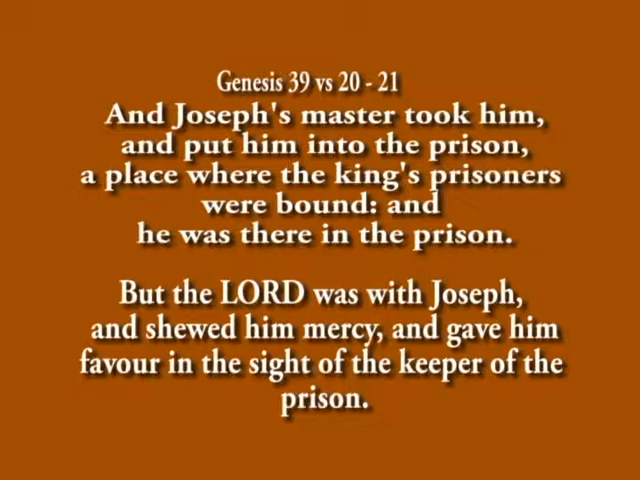 Genesis 39 vs 20 - 21
And Joseph's master took him,
and put him into the prison,
a place where the king's prisoners
were bound: and
he was there in the prison.
But the LORD was with Joseph,
and shewed him mercy, and gave him
favour in the sight of the keeper of the
prison.